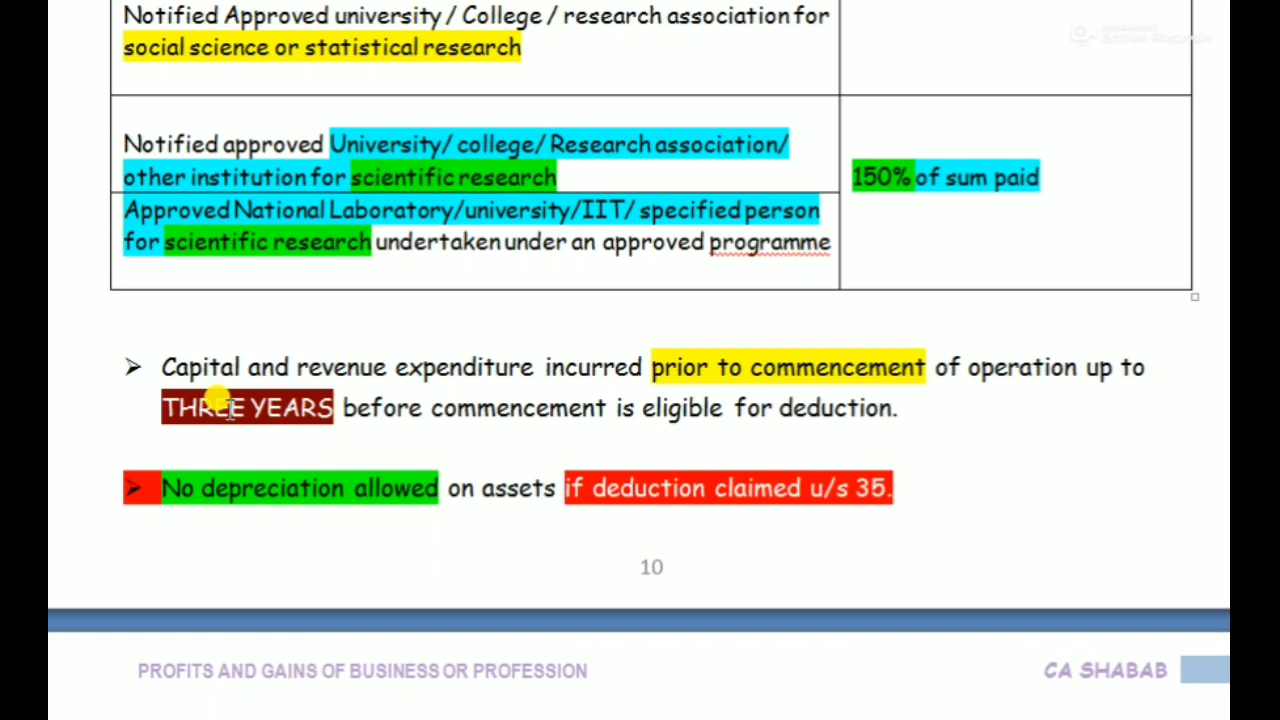 Notified Approved university / College / research association for
social science or statistical research
Notified approved University/ college/ Research association/
other institution for scientific research
150% of sum paid
Approved National Laboratory/university/IIT/ specified person
for scientific research undertaken under an approved programme
➢ Capital and revenue expenditure incurred prior to commencement of operation up to
THREE YEARS before commencement is eligible for deduction.
➢ No depreciation allowed on assets if deduction claimed u/s 35.
10
PROFITS AND GAINS OF BUSINESS OR PROFESSION
CA SHABAB